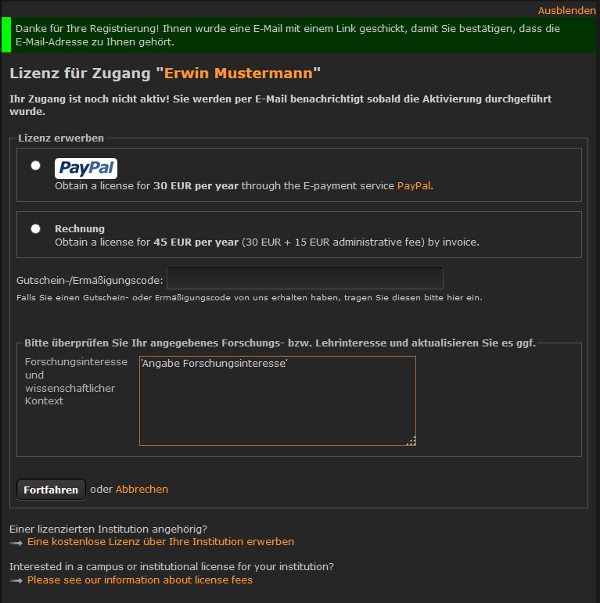 Ausblenden
Danke für Ihre Registrierung! Ihnen wurde eine E-Mail mit einem Link geschickt, damit Sie bestätigen, dass die
E-Mail-Adresse zu Ihnen gehört.
Lizenz für Zugang "Erwin Mustermann"
Ihr Zugang ist noch nicht aktiv! Sie werden per E-Mail benachrichtigt sobald die Aktivierung durchgeführt
wurde.
Lizenz erwerben
PayPal
Obtain a license for 30 EUR per year through the E-payment service PayPal.
Rechnung
Obtain a license for 45 EUR per year (30 EUR + 15 EUR administrative fee) by invoice.
Gutschein-/Ermäßigungscode:
Falls Sie einen Gutschein- oder Ermäßigungscode von uns erhalten haben, tragen Sie diesen bitte hier ein.
Bitte überprüfen Sie Ihr angegebenes Forschungs- bzw. Lehrinteresse und aktualisieren Sie es ggf.
Forschungsinteresse
und
wissenschaftlicher
Kontext
'Angabe Forschungsinteresse'
Fortfahren oder Abbrechen
Einer lizenzierten Institution angehörig?
→ Eine kostenlose Lizenz über Ihre Institution erwerben
Interested in a campus or institutional license for your institution?
→ Please see our information about license fees